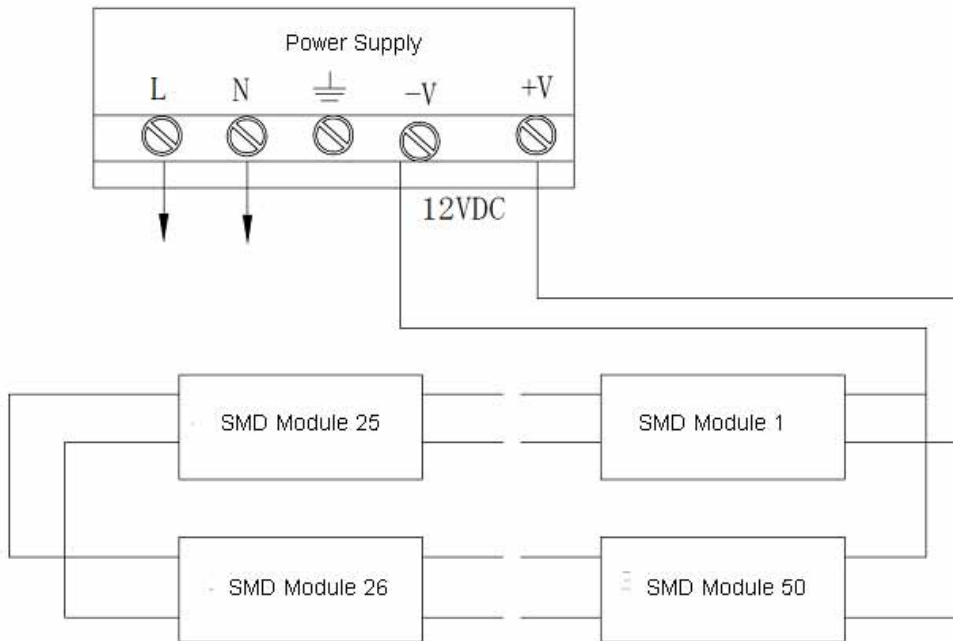 Power Supply
L N -V +V
12VDC
SMD Module 25 SMD Module 1
SMD Module 26 SMD Module 50